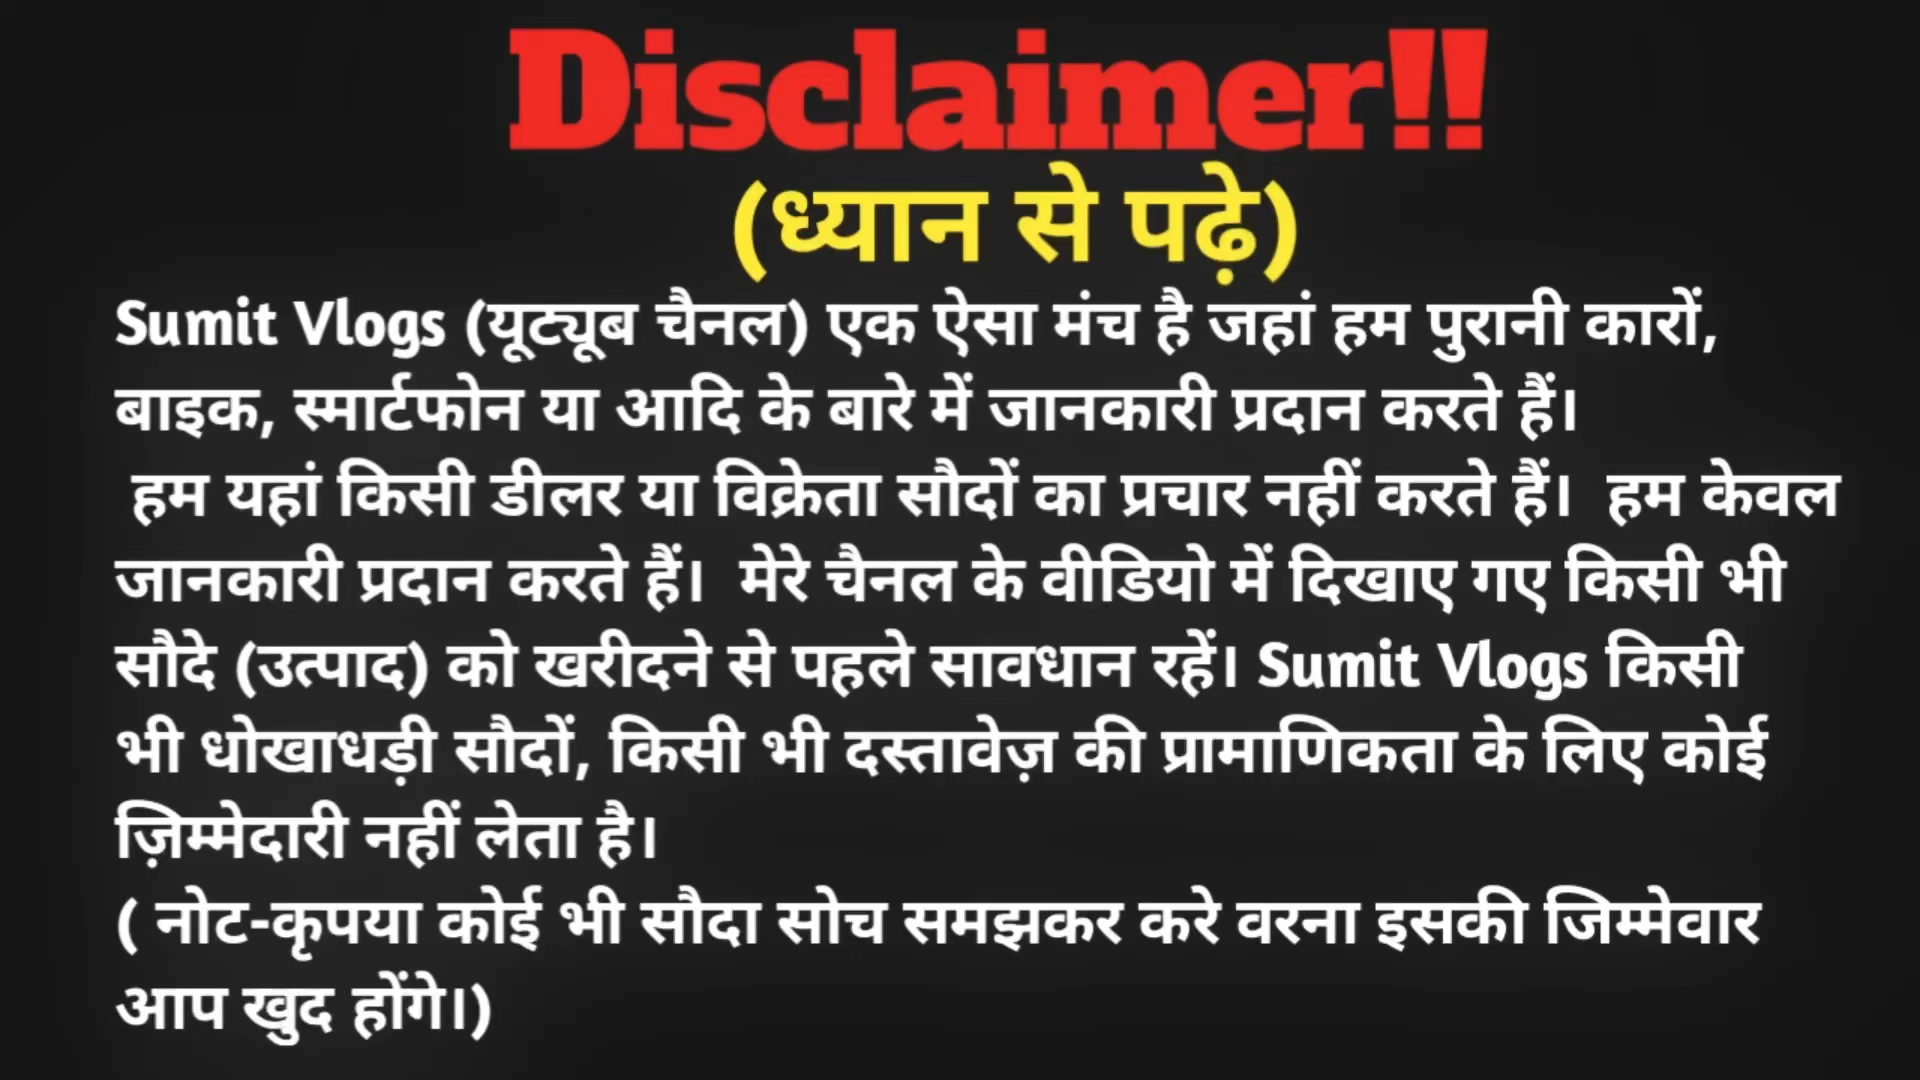 Disclaimer!!
(ध्यान से पढ़े)
Sumit Vlogs (यूट्यूब चैनल) एक ऐसा मंच है जहां हम पुरानी कारों,
बाइक, स्मार्टफोन या आदि के बारे में जानकारी प्रदान करते हैं।
हम यहां किसी डीलर या विक्रेता सौदों का प्रचार नहीं करते हैं। हम केवल
जानकारी प्रदान करते हैं। मेरे चैनल के वीडियो में दिखाए गए किसी भी
सौदे (उत्पाद) को खरीदने से पहले सावधान रहें। Sumit Vlogs किसी
भी धोखाधड़ी सौदों, किसी भी दस्तावेज़ की प्रामाणिकता के लिए कोई
ज़िम्मेदारी नहीं लेता है।
( नोट-कृपया कोई भी सौदा सोच समझकर करे वरना इसकी जिम्मेवार
आप खुद होंगे।)